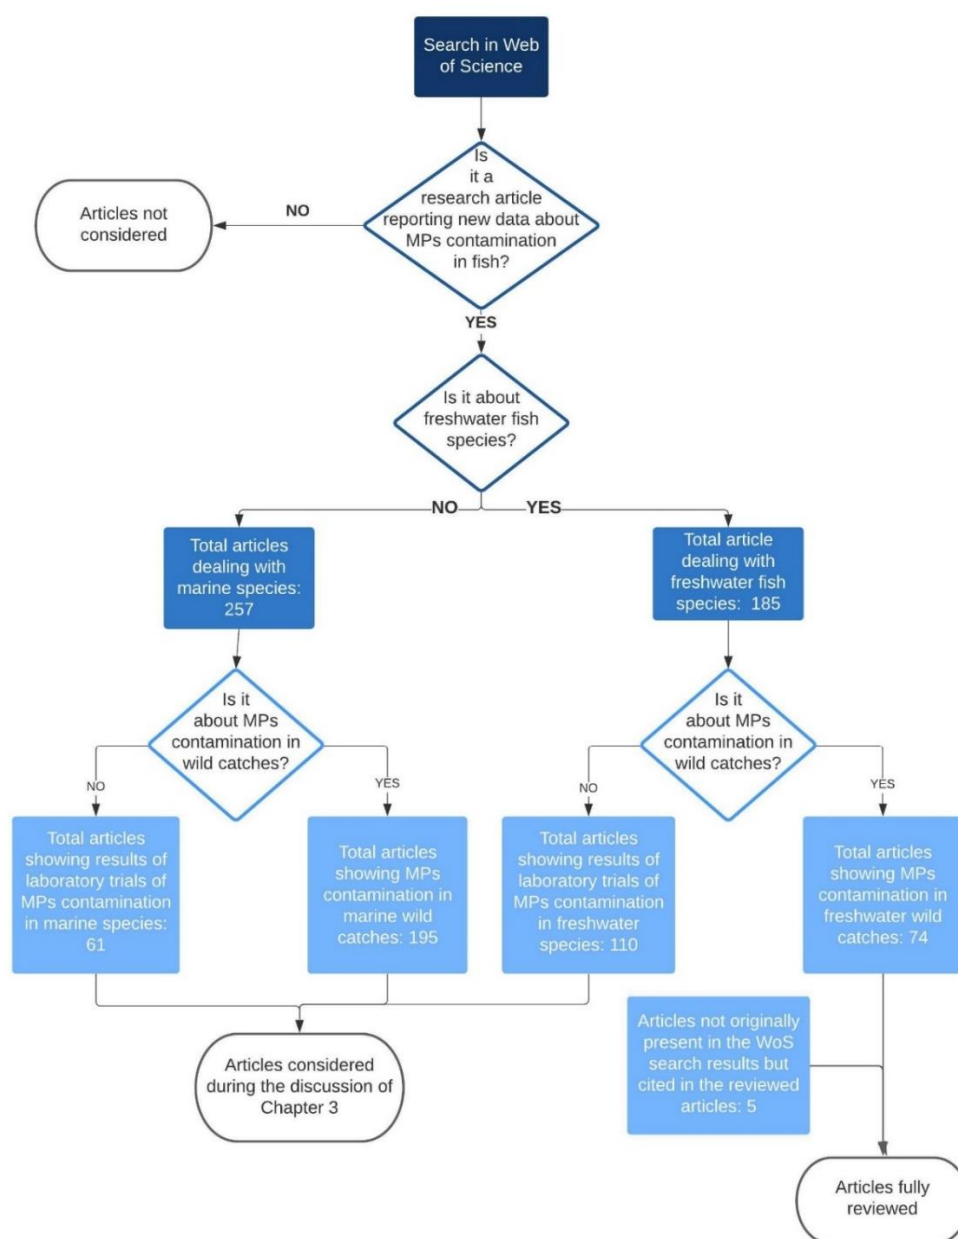 Search in Web
of Science
Is
it a
research article
reporting new data about
MPs contamination
in fish?
NO
Articles not
considered
YES
Is it about
freshwater fish
species?
NO
YES
Total articles
dealing with
marine species:
257
Total article
dealing with
freshwater fish
species: 185
Is it
about MPs
contamination in
wild catches?
Is it
about MPs
contamination in
wild catches?
NO
YES
NO
YES
Total articles
showing results of
laboratory trials of
MPs contamination
in marine species:
61
Total articles
showing MPs
contamination in
marine wild
catches: 195
Total articles
showing results of
laboratory trials of
MPs contamination
in freshwater
species: 110
Total articles
showing MPs
contamination in
freshwater wild
catches: 74
Articles not originally
present in the WoS
search results but
cited in the reviewed
articles: 5
Articles considered
during the discussion of
Chapter 3
Articles fully
reviewed